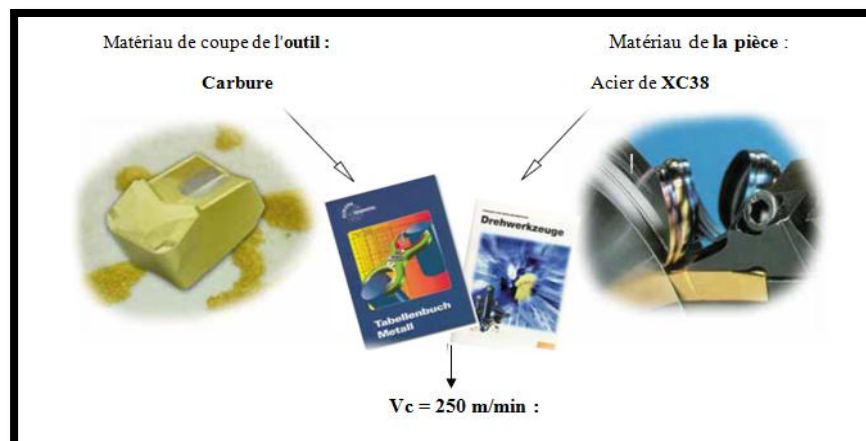 Matériau de coupe de l'outil :
Matériau de la pièce :
Carbure
Acier de XC38
Drehwerkzeuge
Tabellenbuch
Metall
Vc = 250 m/min :